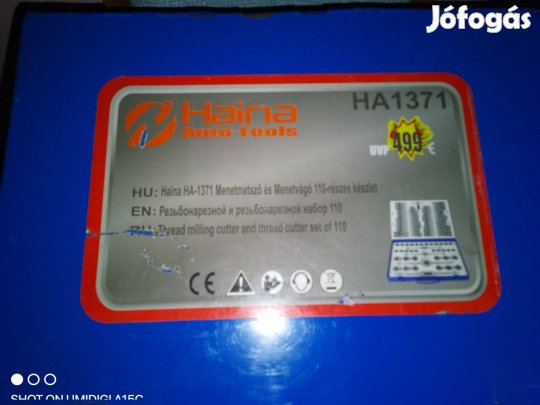 Jófogás
Haina
Auto Tools
HA1371
UVP 499 €
HU: Haina HA-1371 Menetmetsző és Menetvágó 110-részes készlet
EN: Резьбонарезной и резьбонарезной набор 110
RU: Thread milling cutter and thread cutter set of 110
CE
SHOT ON UMIDIGI A15C